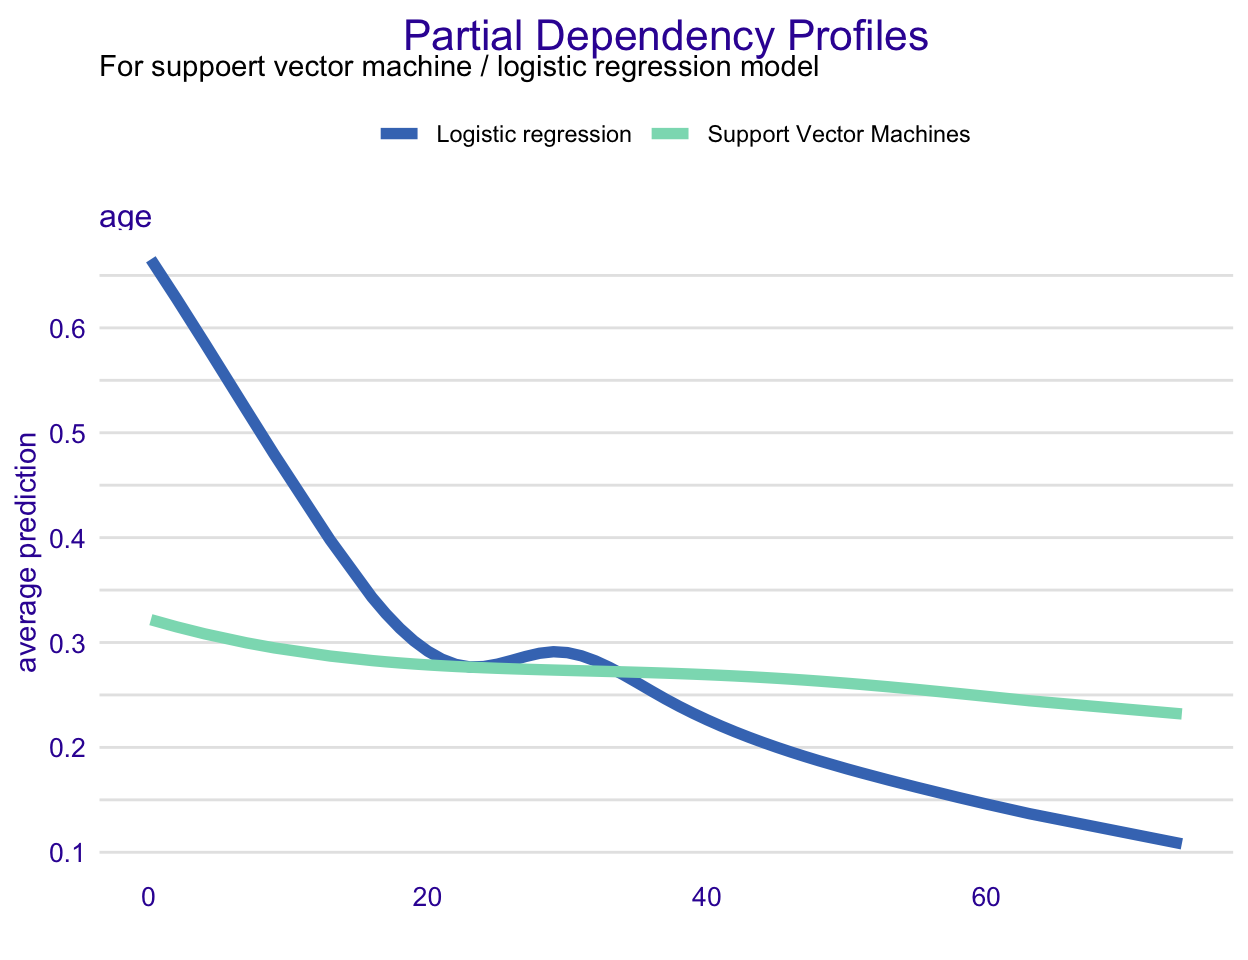 Partial Dependency Profiles
For suppoert vector machine / logistic regression model
Logistic regression Support Vector Machines
age
average prediction
0.6
0.5
0.4
0.3
0.2
0.1
0 20 40 60